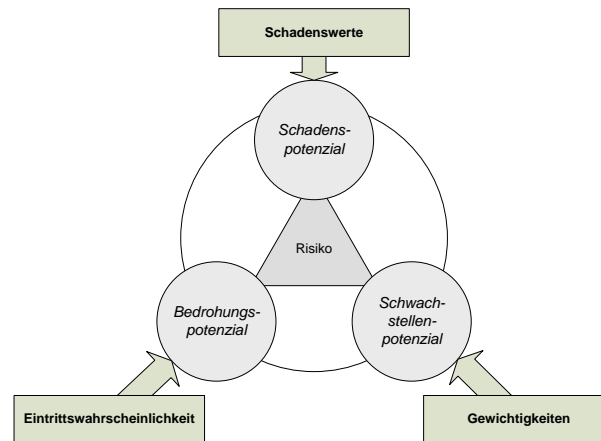 Schadenswerte
Schadens-
potenzial
Risiko
Bedrohungs-
potenzial
Schwach-
stellen-
potenzial
Eintrittswahrscheinlichkeit
Gewichtigkeiten